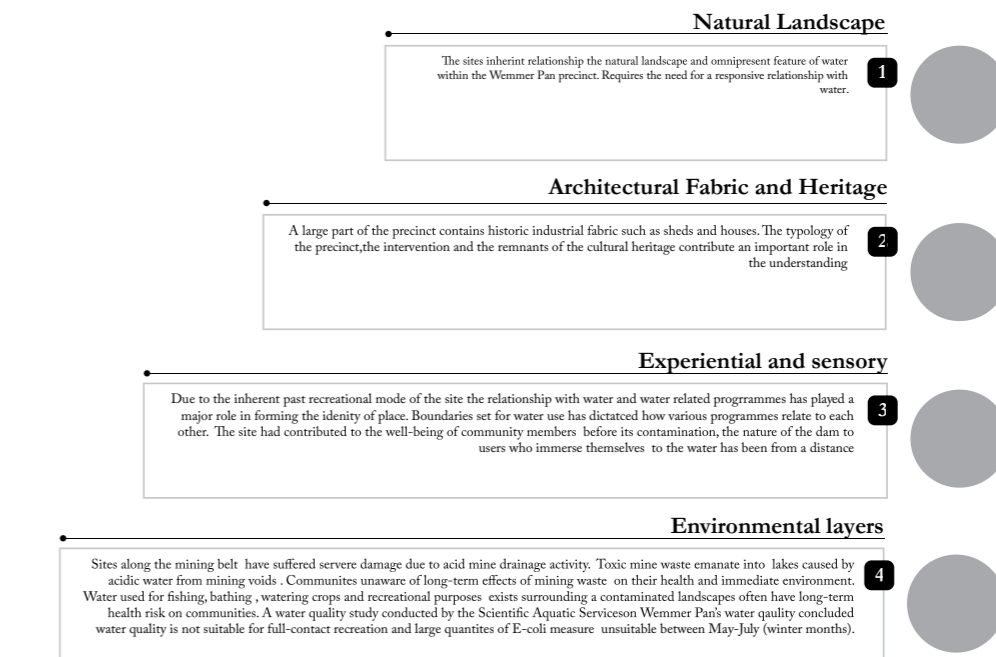 Natural Landscape
The sites inherint relationship the natural landscape and omnipresent feature of water
within the Wemmer Pan precinct. Requires the need for a responsive relationship with
water.
1
Architectural Fabric and Heritage
A large part of the precinct contains historic industrial fabric such as sheds and houses. The typology of
the precinct,the intervention and the remnants of the cultural heritage contribute an important role in
the understanding
2
Experiential and sensory
Due to the inherent past recreational mode of the site the relationship with water and water related progrrammes has played a
major role in forming the idenity of place. Boundaries set for water use has dictatced how various programmes relate to each
other. The site had contributed to the well-being of community members before its contamination, the nature of the dam to
users who immerse themselves to the water has been from a distance
3
Environmental layers
Sites along the mining belt have suffered servere damage due to acid mine drainage activity. Toxic mine waste emanate into lakes caused by
acidic water from mining voids . Communites unaware of long-term effects of mining waste on their health and immediate environment.
Water used for fishing, bathing , watering crops and recreational purposes exists surrounding a contaminated landscapes often have long-term
health risk on communities. A water quality study conducted by the Scientific Aquatic Serviceson Wemmer Pan's water qaulity concluded
water quality is not suitable for full-contact recreation and large quantites of E-coli measure unsuitable between May-July (winter months).
4